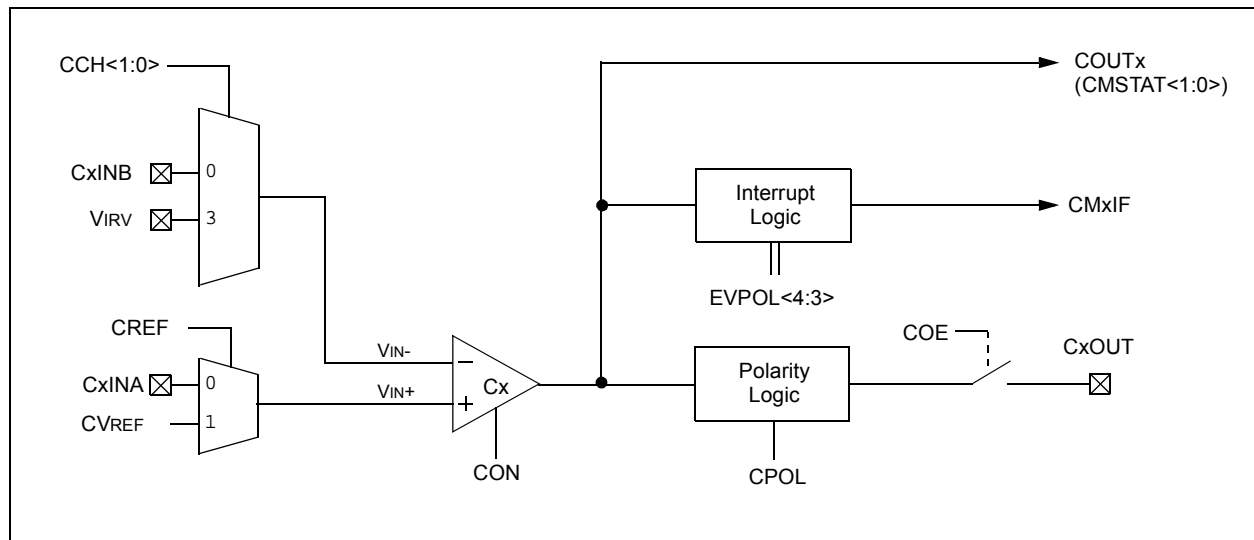 CCH<1:0>
COUTx
(CMSTAT<1:0>)
CxINB
0
VIRV
3
Interrupt
Logic
CMxIF
EVPOL<4:3>
CREF
CxINA
0
CVREF
1
VIN-
VIN+
−
+
Cx
CON
Polarity
Logic
CPOL
COE
CxOUT